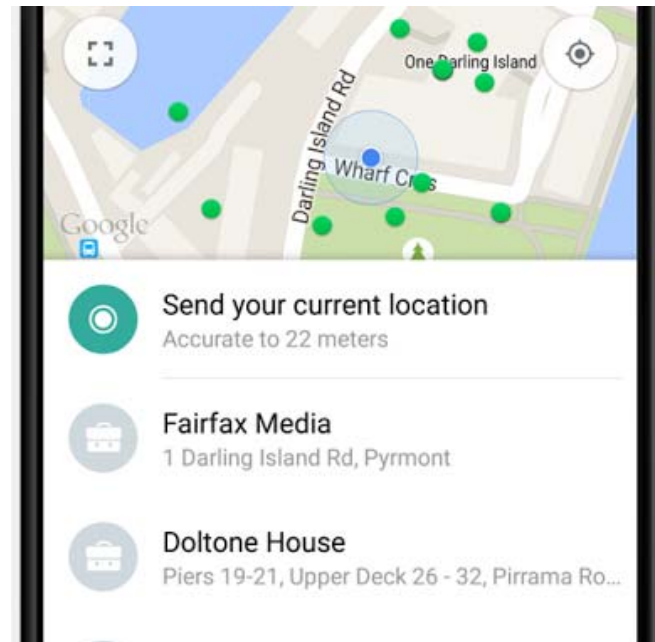 One Darling Island
Darling Island Rd
Wharf Cres
Google
Send your current location
Accurate to 22 meters
Fairfax Media
1 Darling Island Rd, Pyrmont
Doltone House
Piers 19-21, Upper Deck 26 - 32, Pirrama Ro...